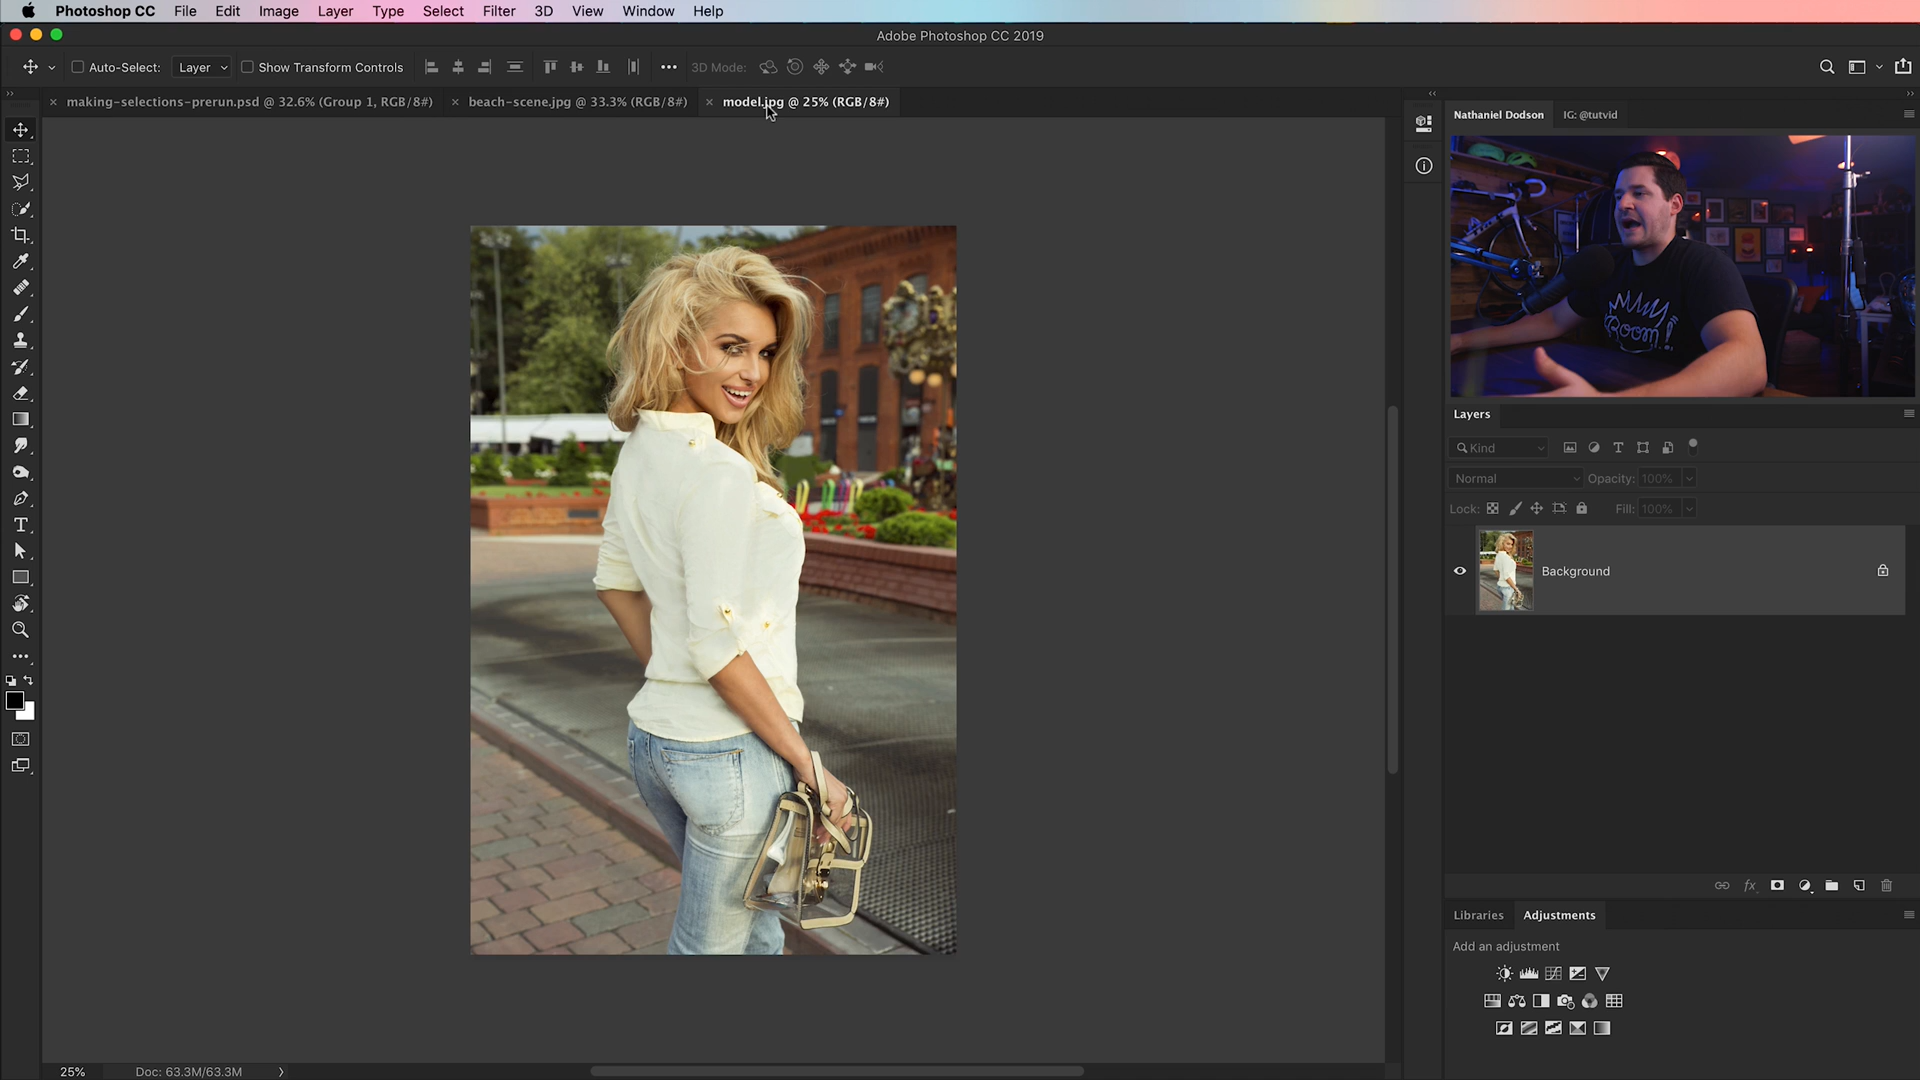 Photoshop CC File Edit Image Layer Type Select Filter 3D View Window Help
Adobe Photoshop CC 2019
Auto-Select: Layer Show Transform Controls 3D Mode:
making-selections-prerun.psd @ 32.6% (Group 1, RGB/8#) beach-scene.jpg @ 33.3% (RGB/8#) model.jpg @ 25% (RGB/8#)
Nathaniel Dodson IG: @tutvid
Room!
Layers
Kind
Normal Opacity: 100%
Lock: Fill: 100%
Background
fx
Libraries Adjustments
Add an adjustment
25% Doc: 63.3M/63.3M